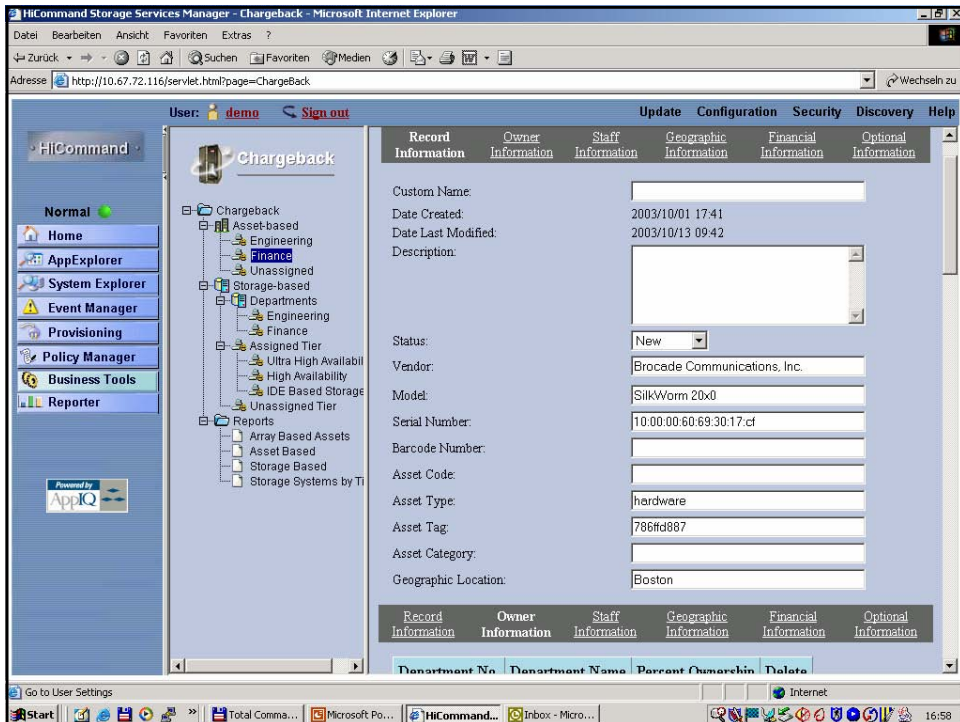 HiCommand Storage Services Manager - Chargeback - Microsoft Internet Explorer
Datei Bearbeiten Ansicht Favoriten Extras ?
Zurück Suchen Favoriten Medien
Adresse http://10.67.72.116/servlet.html?page=ChargeBack Wechseln zu
User: demo Sign out Update Configuration Security Discovery Help
HiCommand
Normal
Home
AppExplorer
System Explorer
Event Manager
Provisioning
Policy Manager
Business Tools
Reporter
Powered by
AppIQ
Chargeback
Chargeback
Asset-based
Engineering
Finance
Unassigned
Storage-based
Departments
Engineering
Finance
Assigned Tier
Ultra High Availabil
High Availability
IDE Based Storage
Unassigned Tier
Reports
Array Based Assets
Asset Based
Storage Based
Storage Systems by Ti
Record Information Owner Information Staff Information Geographic Information Financial Information Optional Information
Custom Name:
Date Created: 2003/10/01 17:41
Date Last Modified: 2003/10/13 09:42
Description:
Status: New
Vendor: Brocade Communications, Inc.
Model: SilkWorm 20x0
Serial Number: 10:00:00:60:69:30:17:cf
Barcode Number:
Asset Code:
Asset Type: hardware
Asset Tag: 786ffd887
Asset Category:
Geographic Location: Boston
Record Information Owner Information Staff Information Geographic Information Financial Information Optional Information
Department No Department Name Percent Ownership Delete
Go to User Settings Internet
Start Total Comma... Microsoft Po... HiCommand... Inbox - Micro... 16:58